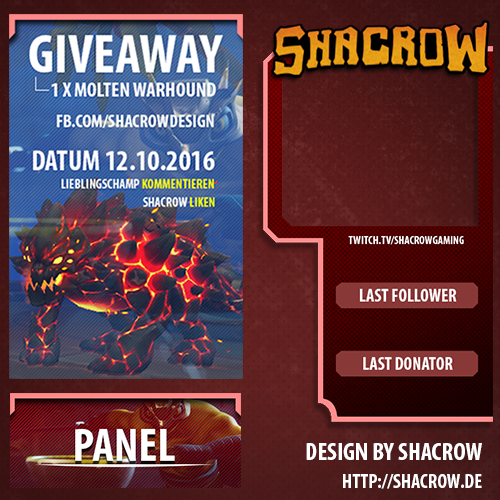 GIVEAWAY
1 X MOLTEN WARHOUND
FB.COM/SHACROWDESIGN
DATUM 12.10.2016
LIEBLINGSCHAMP KOMMENTIEREN
SHACROW LIKEN
PANEL
SHACROW
TWITCH.TV/SHACROWGAMING
LAST FOLLOWER
LAST DONATOR
DESIGN BY SHACROW
HTTP://SHACROW.DE